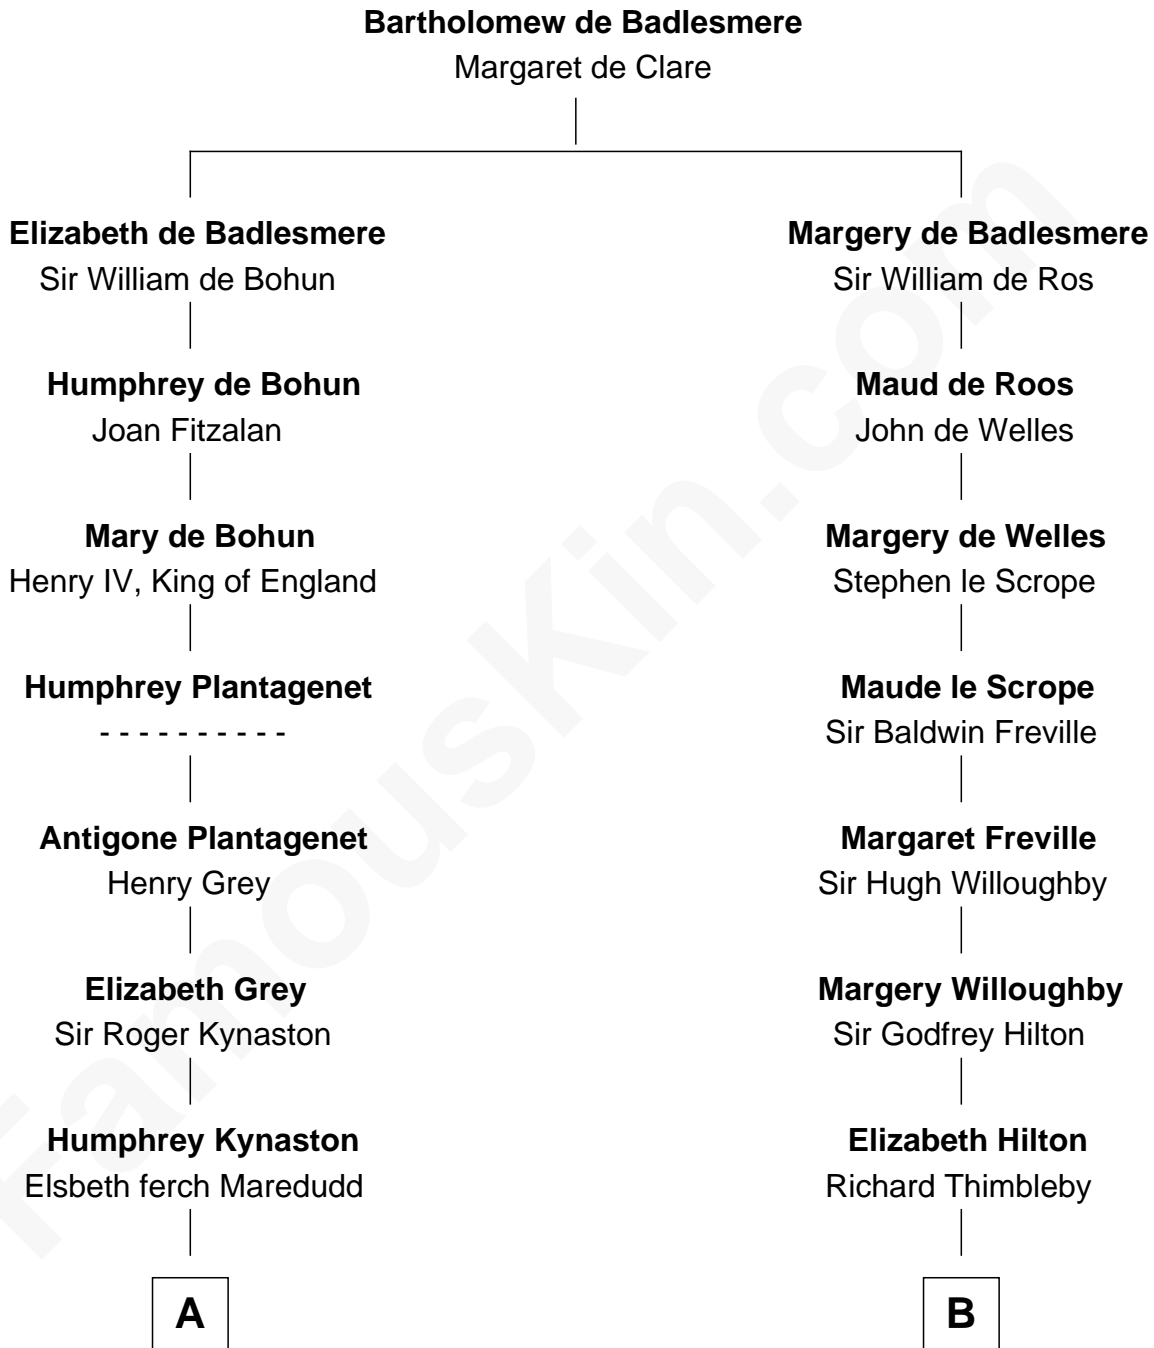 Bartholomew de Badlesmere
Margaret de Clare
Elizabeth de Badlesmere
Sir William de Bohun
Margery de Badlesmere
Sir William de Ros
Humphrey de Bohun
Joan Fitzalan
Maud de Roos
John de Welles
Mary de Bohun
Henry IV, King of England
Margery de Welles
Stephen le Scrope
Humphrey Plantagenet
- - - - - - - - - -
Maude le Scrope
Sir Baldwin Freville
Antigone Plantagenet
Henry Grey
Margaret Freville
Sir Hugh Willoughby
Elizabeth Grey
Sir Roger Kynaston
Margery Willoughby
Sir Godfrey Hilton
Humphrey Kynaston
Elsbeth ferch Maredudd
Elizabeth Hilton
Richard Thimbleby
A
B
FamousKin.com